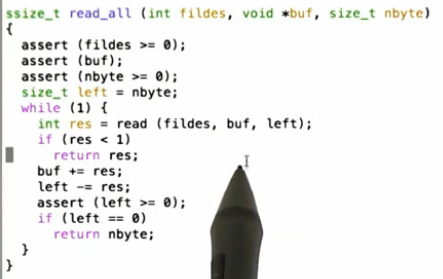 ssize_t read_all (int fildes, void *buf, size_t nbyte)
{
  assert (fildes >= 0);
  assert (buf);
  assert (nbyte >= 0);
  size_t left = nbyte;
  while (1) {
    int res = read (fildes, buf, left);
    if (res < 1)
      return res;
    buf += res;
    left -= res;
    assert (left >= 0);
    if (left == 0)
      return nbyte;
  }
}